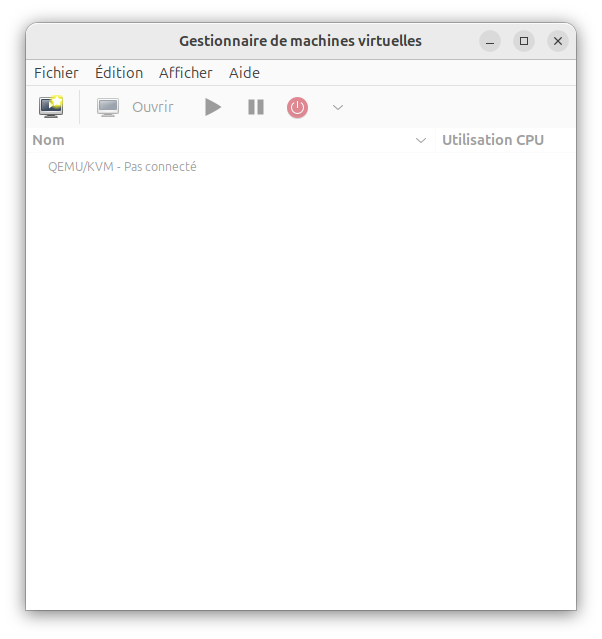 Gestionnaire de machines virtuelles
Fichier Édition Afficher Aide
Ouvrir
Nom Utilisation CPU
QEMU/KVM - Pas connecté